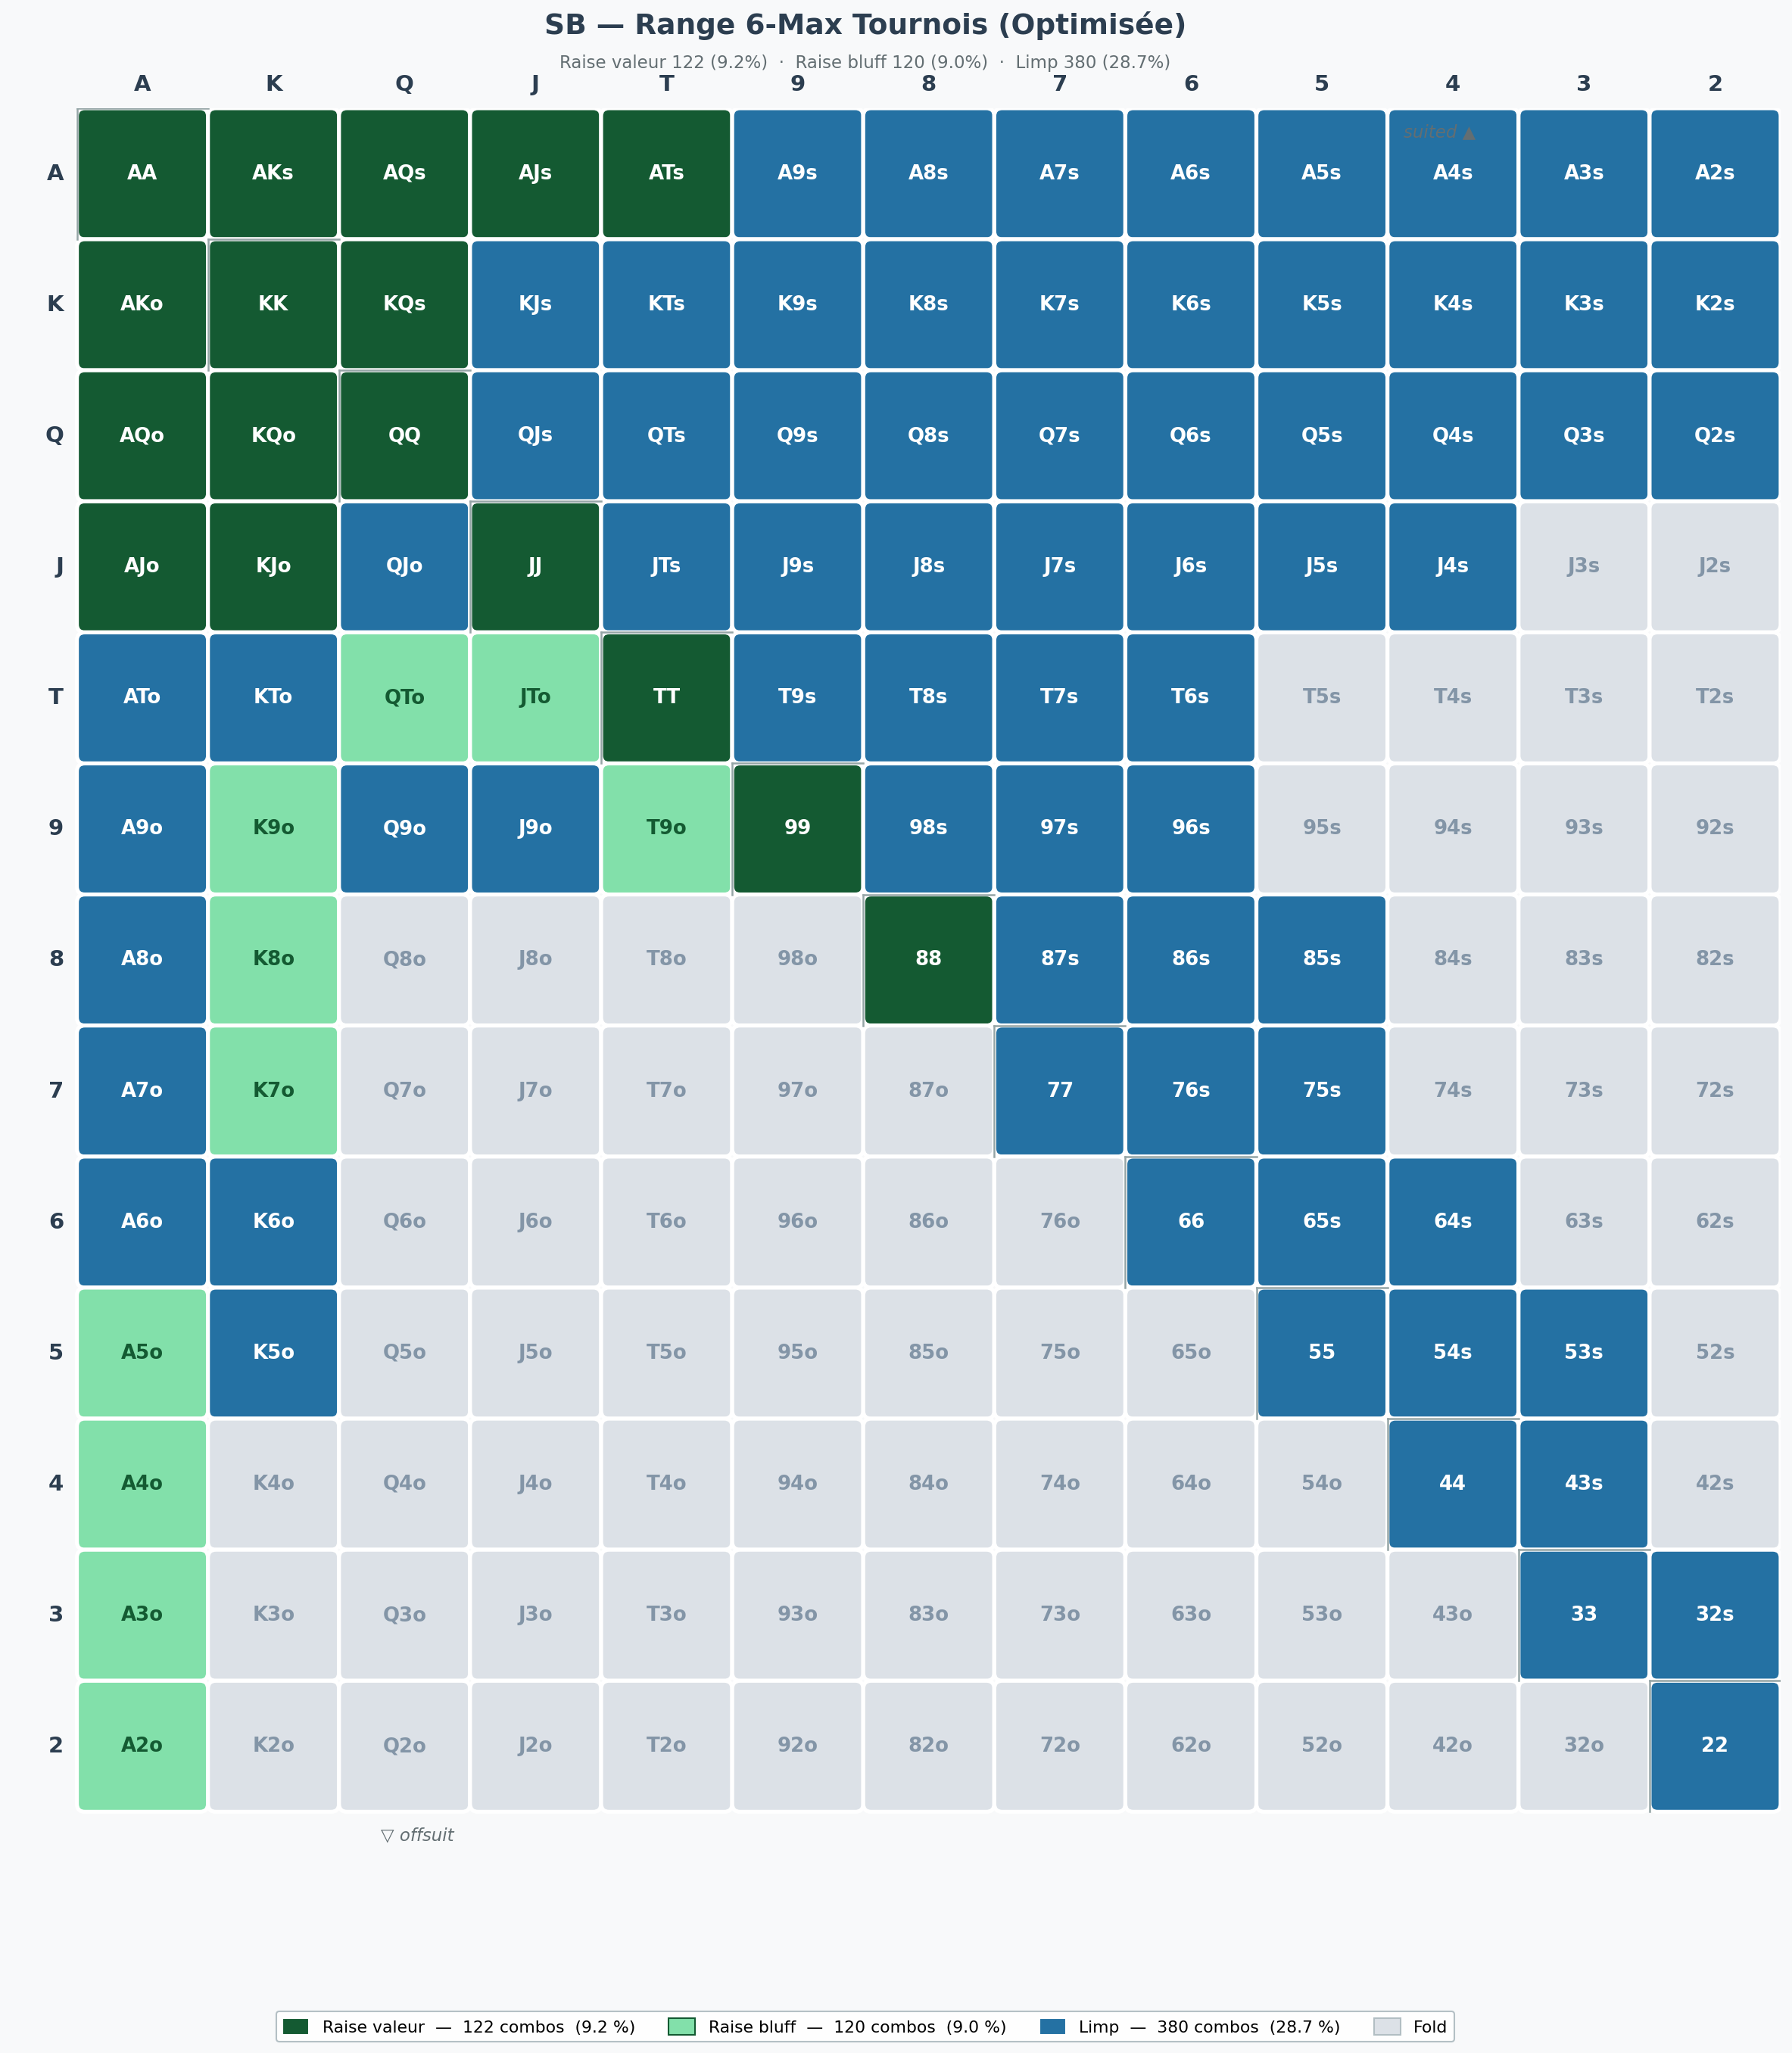 SB — Range 6-Max Tournois (Optimisée)
Raise valeur 122 (9.2%) · Raise bluff 120 (9.0%) · Limp 380 (28.7%)
A K Q J T 9 8 7 6 5 4 3 2
suited ▲
A AA AKs AQs AJs ATs A9s A8s A7s A6s A5s A4s A3s A2s
K AKo KK KQs KJs KTs K9s K8s K7s K6s K5s K4s K3s K2s
Q AQo KQo QQ QJs QTs Q9s Q8s Q7s Q6s Q5s Q4s Q3s Q2s
J AJo KJo QJo JJ JTs J9s J8s J7s J6s J5s J4s J3s J2s
T ATo KTo QTo JTo TT T9s T8s T7s T6s T5s T4s T3s T2s
9 A9o K9o Q9o J9o T9o 99 98s 97s 96s 95s 94s 93s 92s
8 A8o K8o Q8o J8o T8o 98o 88 87s 86s 85s 84s 83s 82s
7 A7o K7o Q7o J7o T7o 97o 87o 77 76s 75s 74s 73s 72s
6 A6o K6o Q6o J6o T6o 96o 86o 76o 66 65s 64s 63s 62s
5 A5o K5o Q5o J5o T5o 95o 85o 75o 65o 55 54s 53s 52s
4 A4o K4o Q4o J4o T4o 94o 84o 74o 64o 54o 44 43s 42s
3 A3o K3o Q3o J3o T3o 93o 83o 73o 63o 53o 43o 33 32s
2 A2o K2o Q2o J2o T2o 92o 82o 72o 62o 52o 42o 32o 22
▽ offsuit
Raise valeur — 122 combos (9.2 %) Raise bluff — 120 combos (9.0 %) Limp — 380 combos (28.7 %) Fold